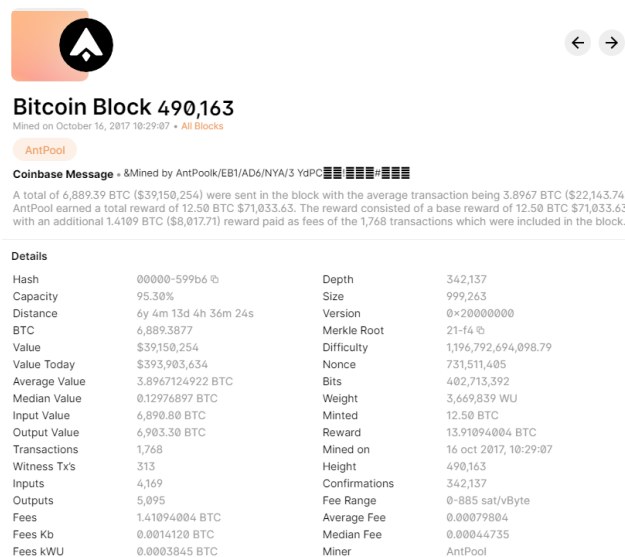 Bitcoin Block 490,163
Mined on October 16, 2017 10:29:07 • All Blocks
AntPool
Coinbase Message • &Mined by AntPoolk/EB1/AD6/NYA/3 YdPC
A total of 6,889.39 BTC ($39,150,254) were sent in the block with the average transaction being 3.8967 BTC ($22,143.74
AntPool earned a total reward of 12.50 BTC $71,033.63. The reward consisted of a base reward of 12.50 BTC $71,033.63
with an additional 1.4109 BTC ($8,017.71) reward paid as fees of the 1,768 transactions which were included in the block.
Details
Hash 00000-599b6
Capacity 95.30%
Distance 6y 4m 13d 4h 36m 24s
BTC 6,889.3877
Value $39,150,254
Value Today $393,903,634
Average Value 3.8967124922 BTC
Median Value 0.12976897 BTC
Input Value 6,890.80 BTC
Output Value 6,903.30 BTC
Transactions 1,768
Witness Tx's 313
Inputs 4,169
Outputs 5,095
Fees 1.41094004 BTC
Fees Kb 0.0014120 BTC
Fees kWU 0.0003845 BTC
Depth 342,137
Size 999,263
Version 0×20000000
Merkle Root 21-f4
Difficulty 1,196,792,694,098.79
Nonce 731,511,405
Bits 402,713,392
Weight 3,669,839 WU
Minted 12.50 BTC
Reward 13.91094004 BTC
Mined on 16 oct 2017, 10:29:07
Height 490,163
Confirmations 342,137
Fee Range 0-885 sat/vByte
Average Fee 0.00079804
Median Fee 0.00044735
Miner AntPool